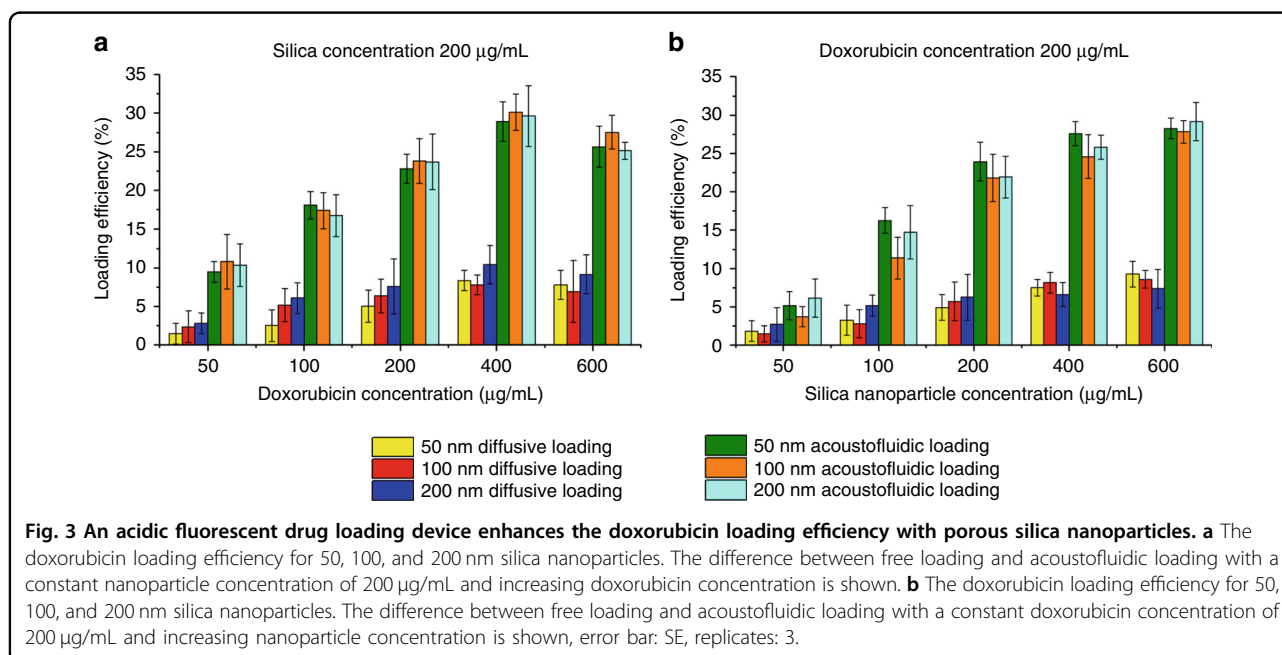 a
Silica concentration 200 μg/mL
35
30
25
20
15
10
5
0
Loading efficiency (%)
50
100
200
400
600
Doxorubicin concentration (μg/mL)
b
Doxorubicin concentration 200 μg/mL
35
30
25
20
15
10
5
0
Loading efficiency (%)
50
100
200
400
600
Silica nanoparticle concentration (μg/mL)
50 nm diffusive loading
100 nm diffusive loading
200 nm diffusive loading
50 nm acoustofluidic loading
100 nm acoustofluidic loading
200 nm acoustofluidic loading
Fig. 3 An acidic fluorescent drug loading device enhances the doxorubicin loading efficiency with porous silica nanoparticles. a The
doxorubicin loading efficiency for 50, 100, and 200 nm silica nanoparticles. The difference between free loading and acoustofluidic loading with a
constant nanoparticle concentration of 200 μg/mL and increasing doxorubicin concentration is shown. b The doxorubicin loading efficiency for 50,
100, and 200 nm silica nanoparticles. The difference between free loading and acoustofluidic loading with a constant doxorubicin concentration of
200 μg/mL and increasing nanoparticle concentration is shown, error bar: SE, replicates: 3.